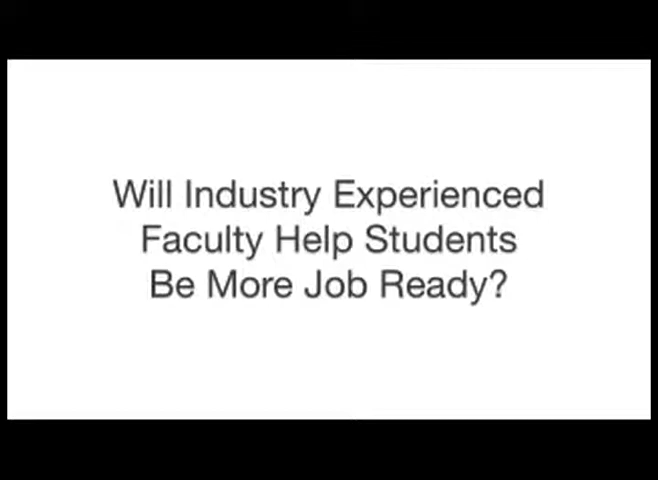 Will Industry Experienced
Faculty Help Students
Be More Job Ready?